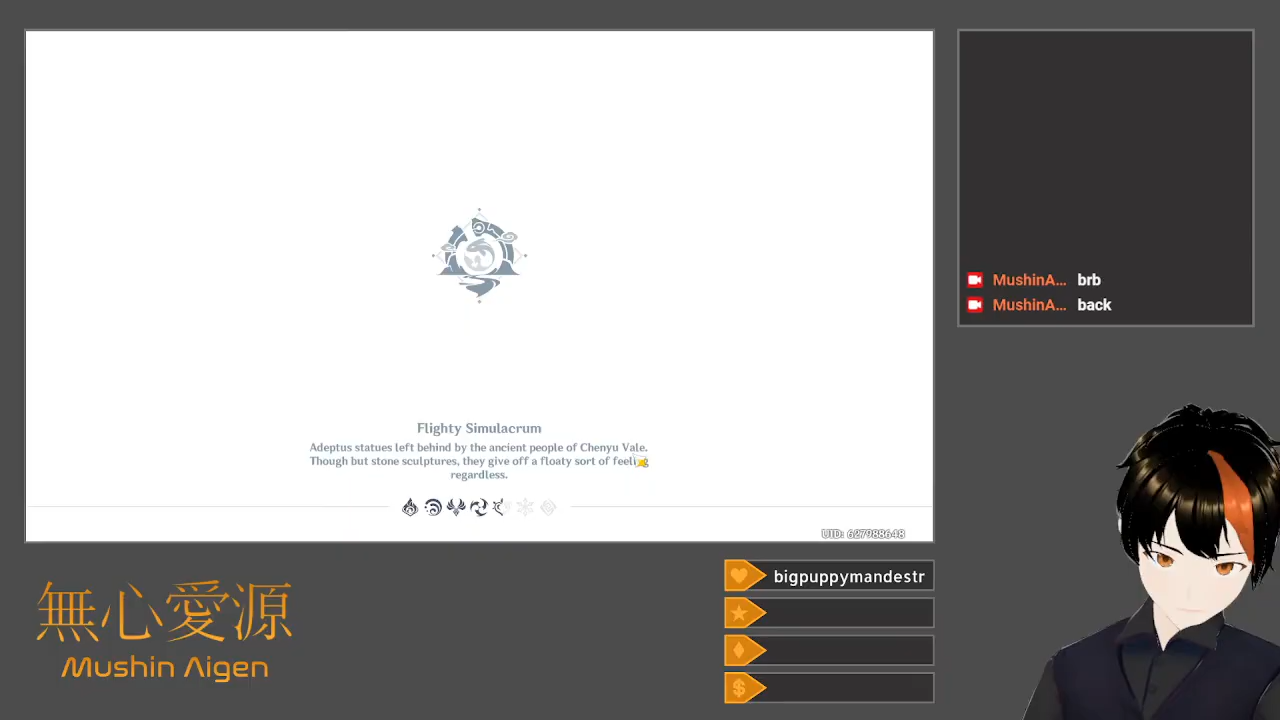 MushinA... brb
MushinA... back
Flighty Simulacrum
Adeptus statues left behind by the ancient people of Chenyu Vale.
Though but stone sculptures, they give off a floaty sort of feeling
regardless.
UID: 627988648
bigpuppymandestr
無心愛源
Mushin Aigen